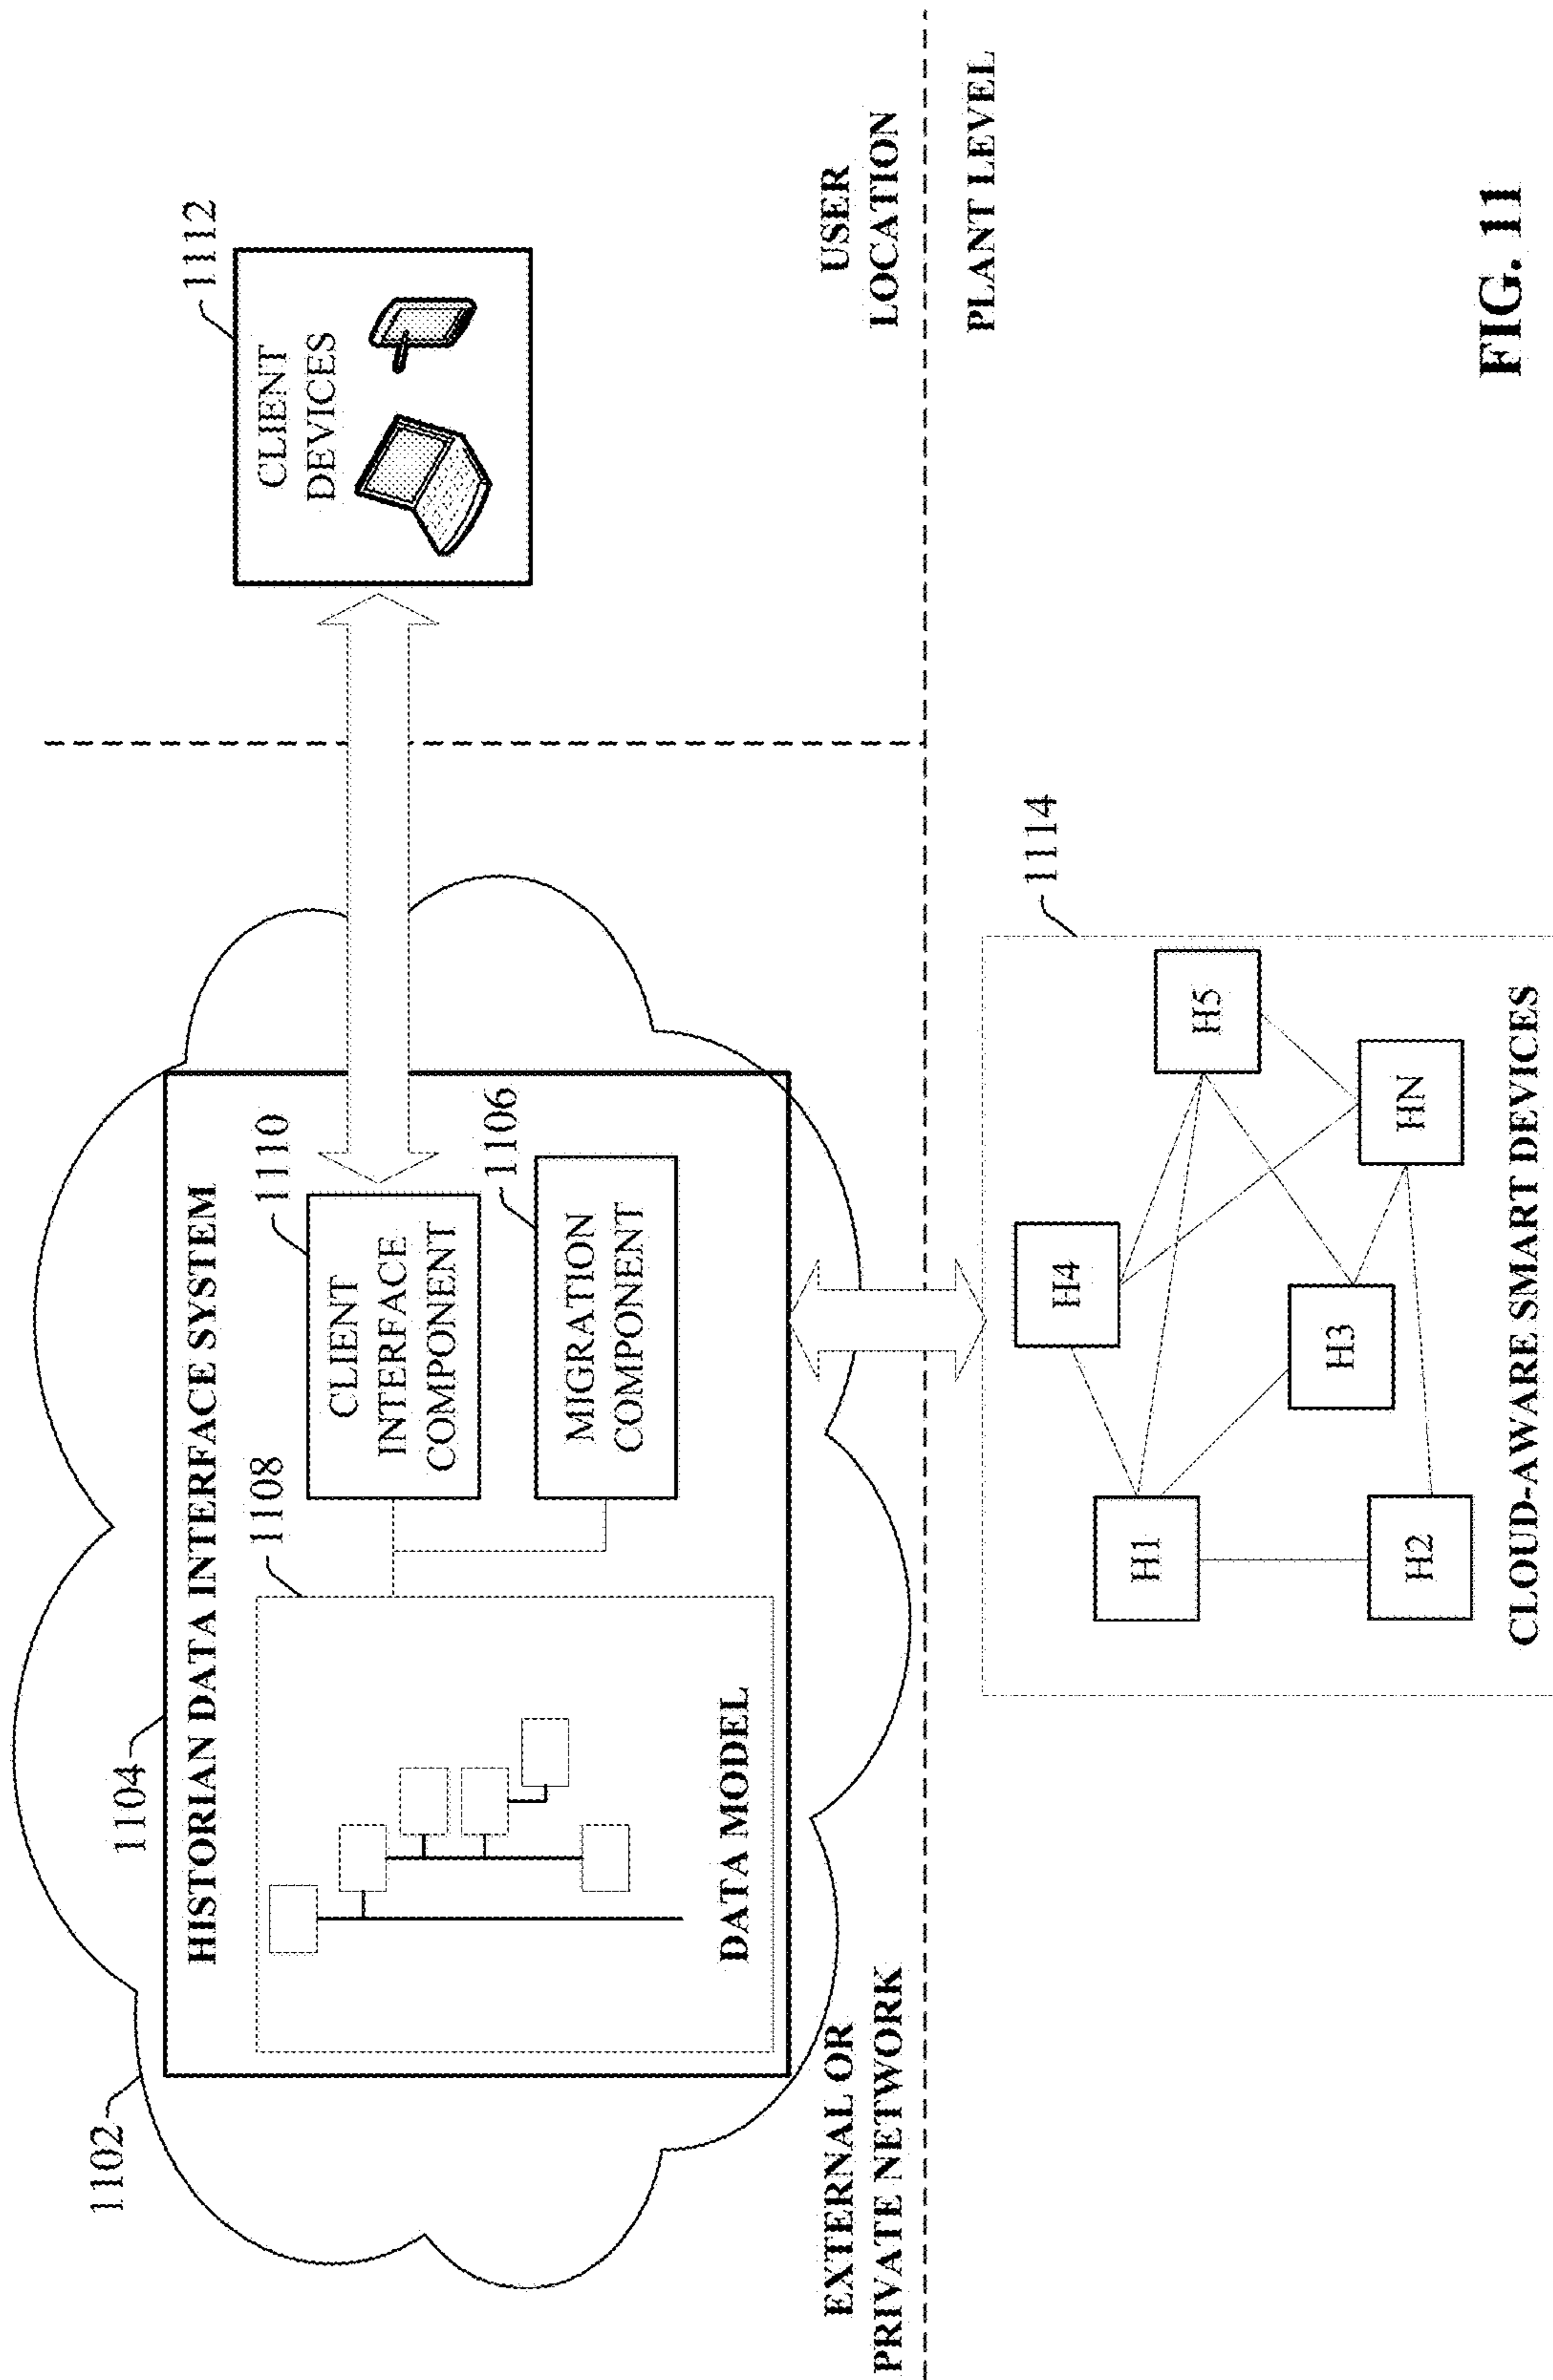 1102
1104
HISTORIAN DATA INTERFACE SYSTEM
1108
DATA MODEL
1110
CLIENT
INTERFACE
COMPONENT
1106
MIGRATION
COMPONENT
1112
CLIENT
DEVICES
EXTERNAL OR
PRIVATE NETWORK
USER
LOCATION
PLANT LEVEL
1114
H1
H4
H5
H3
H2
HN
CLOUD-AWARE SMART DEVICES
FIG. 11